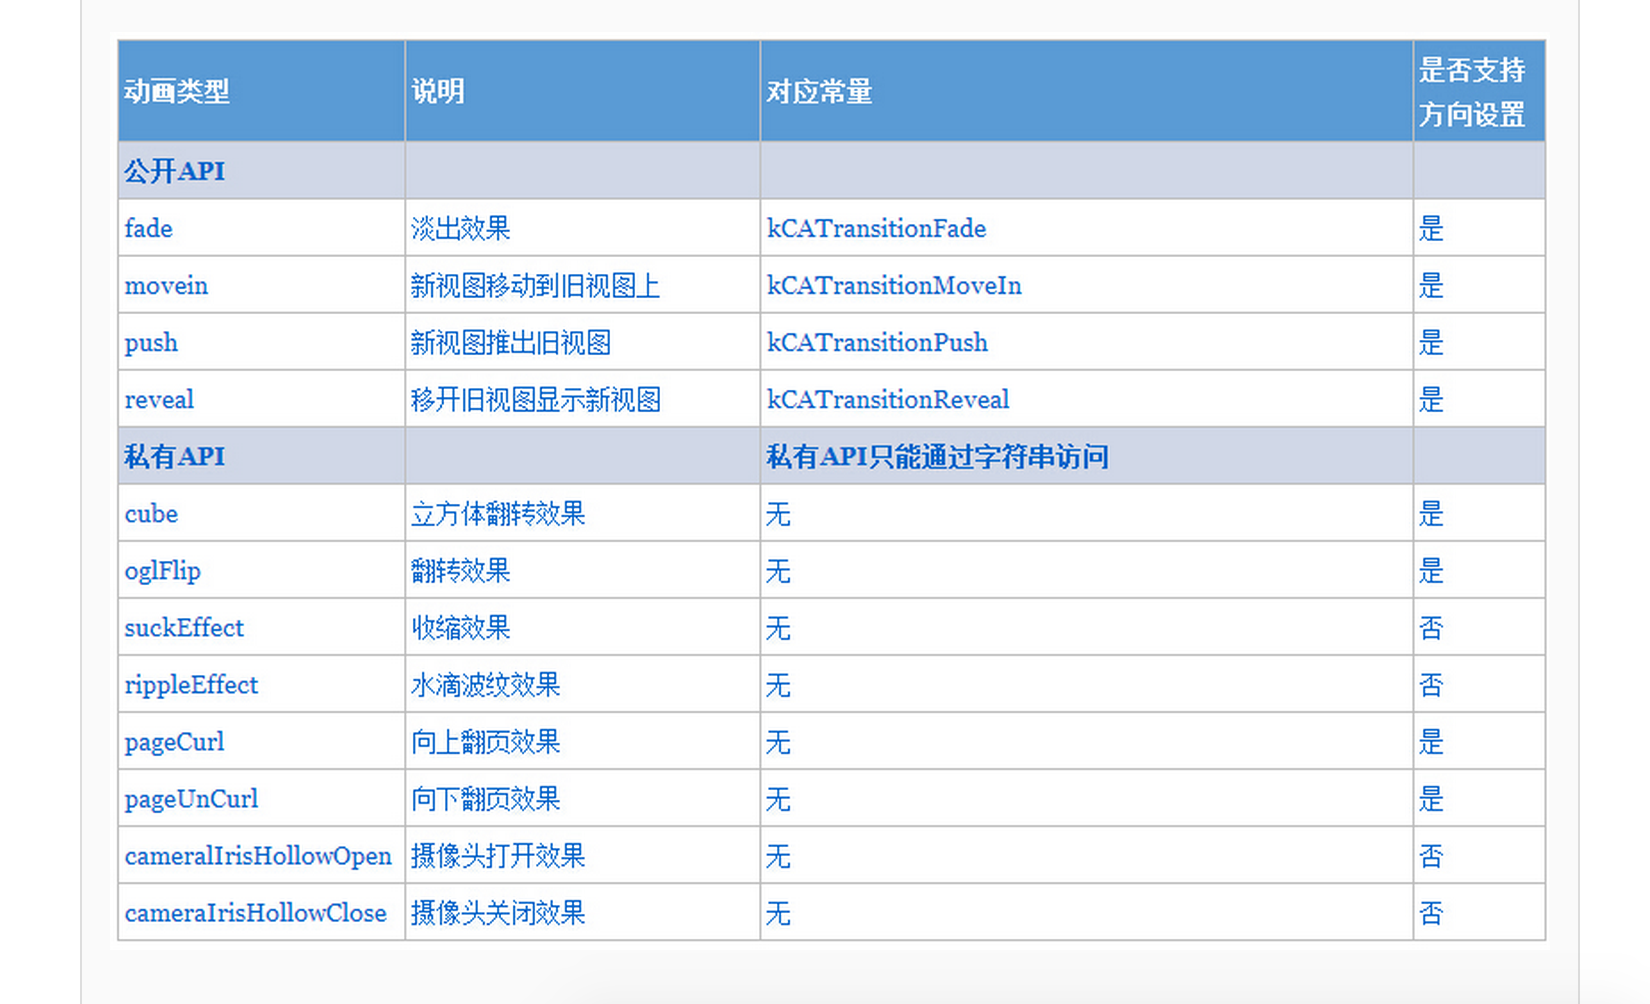 动画类型 说明 对应常量 是否支持
方向设置
公开API
fade 淡出效果 kCATransitionFade 是
movein 新视图移动到旧视图上 kCATransitionMoveIn 是
push 新视图推出旧视图 kCATransitionPush 是
reveal 移开旧视图显示新视图 kCATransitionReveal 是
私有API 私有API只能通过字符串访问
cube 立方体翻转效果 无 是
oglFlip 翻转效果 无 是
suckEffect 收缩效果 无 否
rippleEffect 水滴波纹效果 无 否
pageCurl 向上翻页效果 无 是
pageUnCurl 向下翻页效果 无 是
cameralIrisHollowOpen 摄像头打开效果 无 否
cameraIrisHollowClose 摄像头关闭效果 无 否